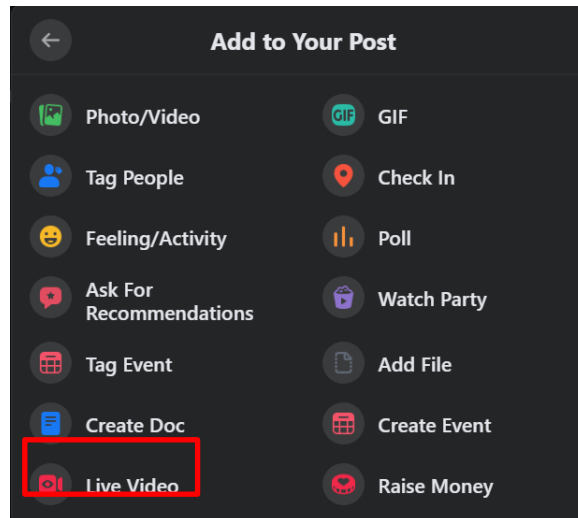 Add to Your Post
Photo/Video
GIF
Tag People
Check In
Feeling/Activity
Poll
Ask For
Recommendations
Watch Party
Tag Event
Add File
Create Doc
Create Event
Live Video
Raise Money